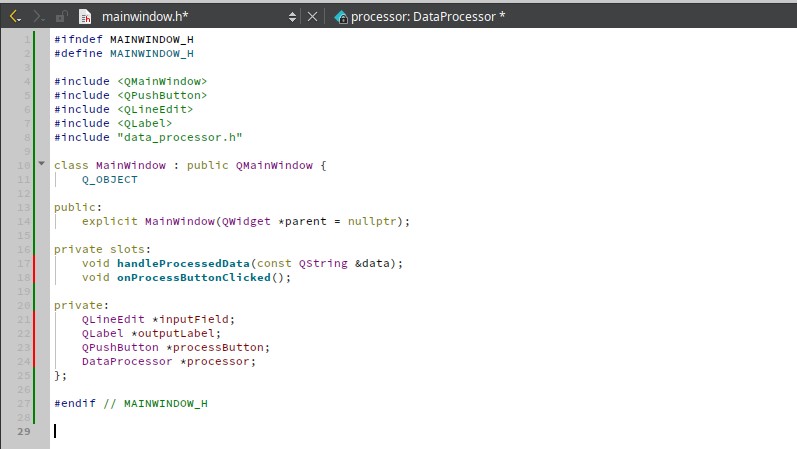 mainwindow.h*
processor: DataProcessor *
1 #ifndef MAINWINDOW_H
2 #define MAINWINDOW_H
3
4 #include <QMainWindow>
5 #include <QPushButton>
6 #include <QLineEdit>
7 #include <QLabel>
8 #include "data_processor.h"
9
10 class MainWindow : public QMainWindow {
11     Q_OBJECT
12
13 public:
14     explicit MainWindow(QWidget *parent = nullptr);
15
16 private slots:
17     void handleProcessedData(const QString &data);
18     void onProcessButtonClicked();
19
20 private:
21     QLineEdit *inputField;
22     QLabel *outputLabel;
23     QPushButton *processButton;
24     DataProcessor *processor;
25 };
26
27 #endif // MAINWINDOW_H
28
29